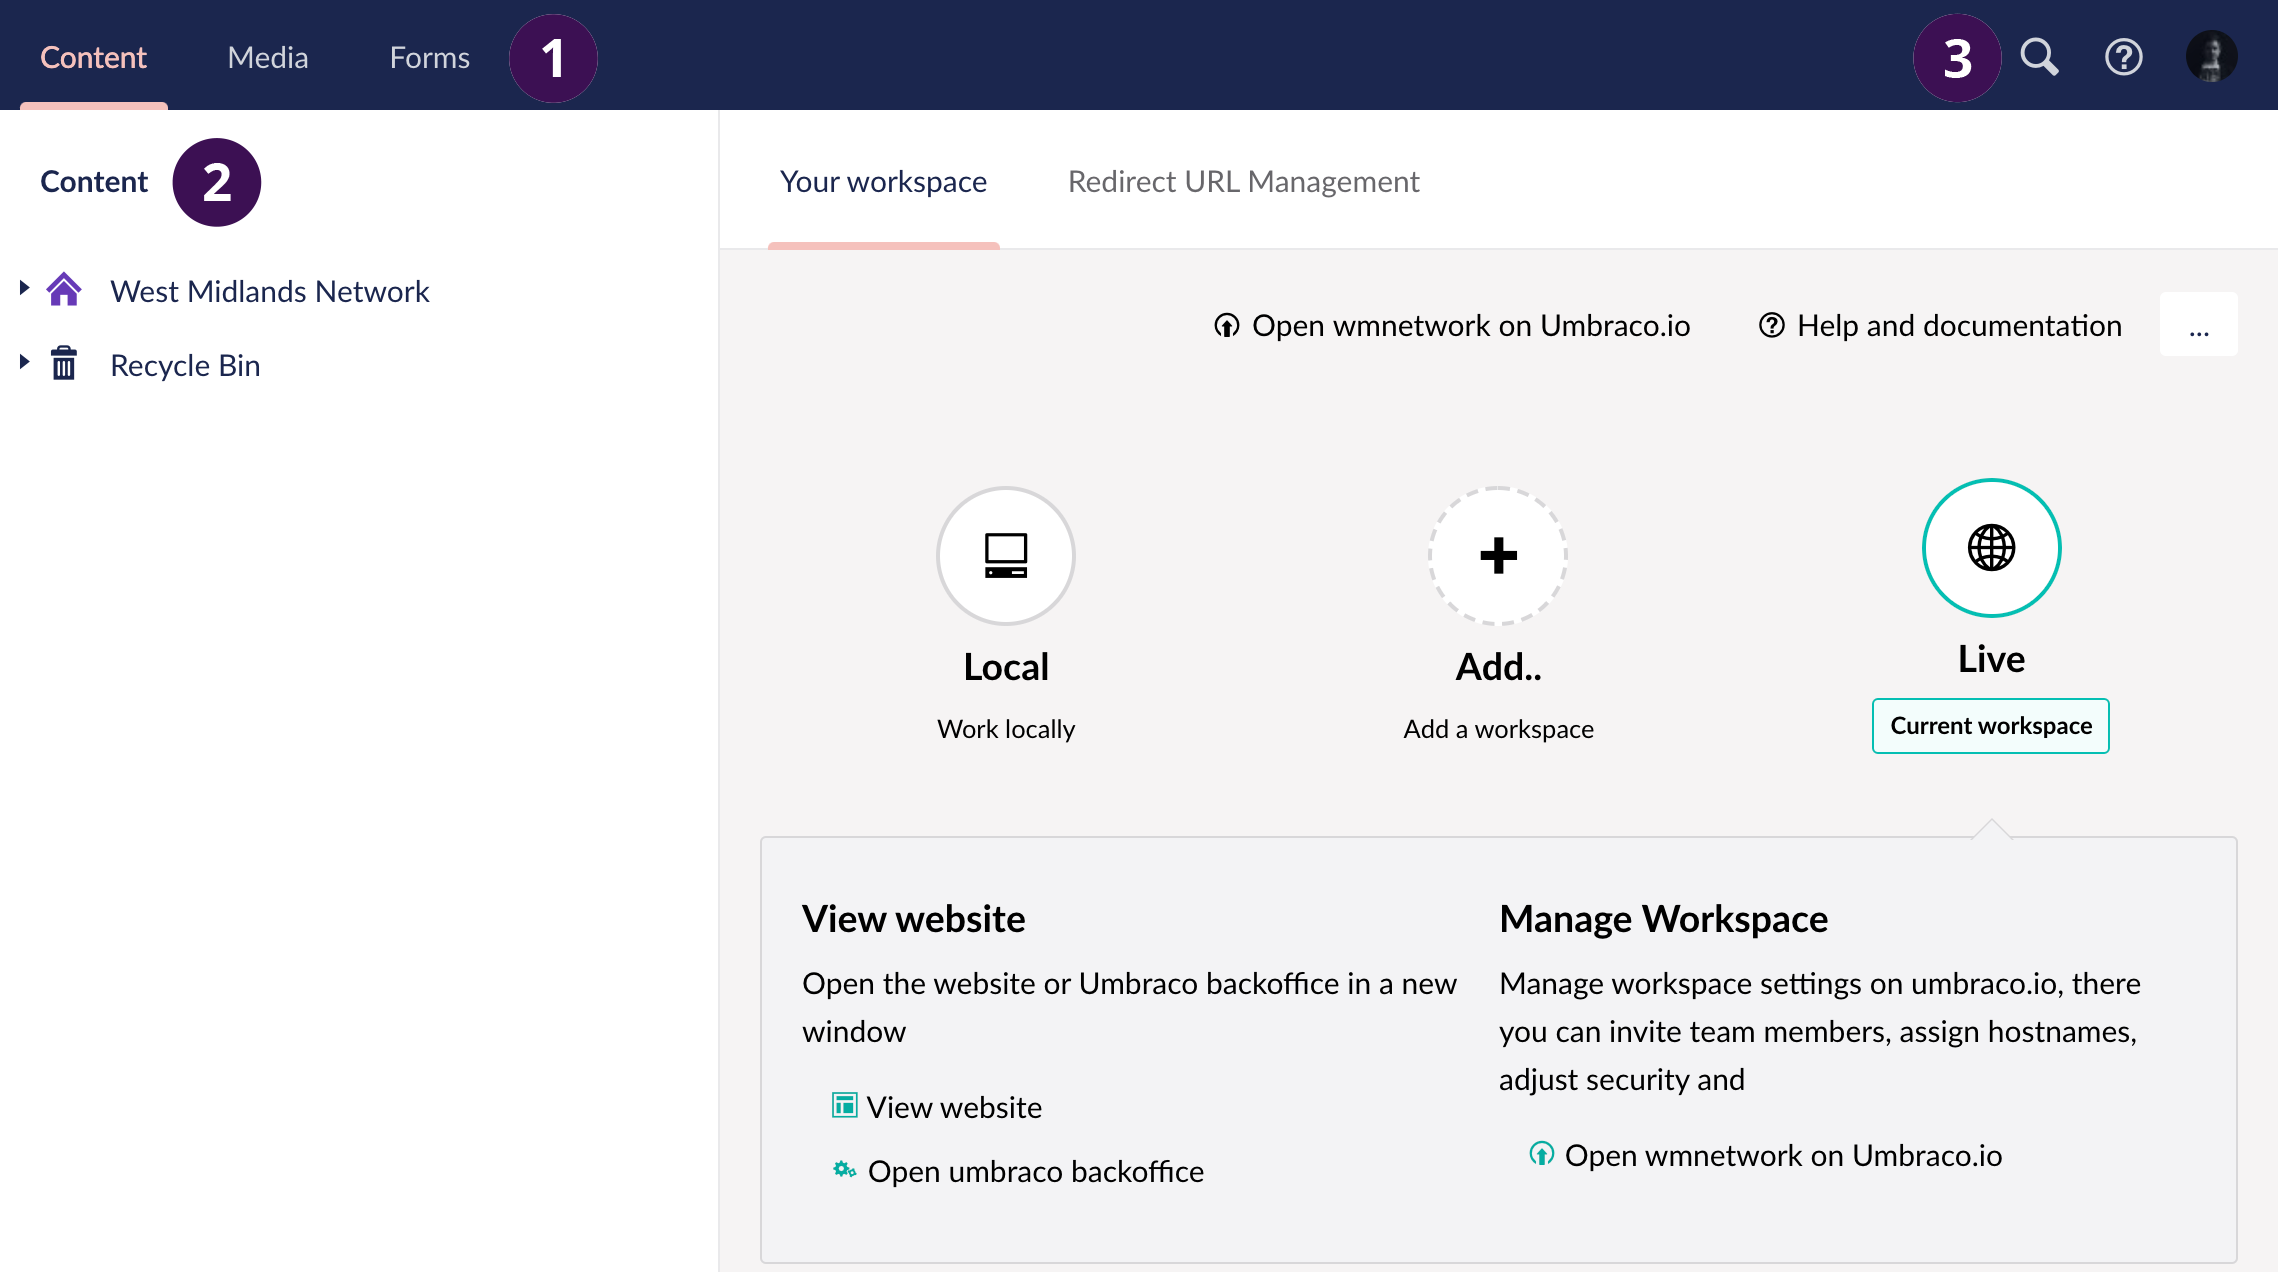 Content
Media
Forms
1
3
Content
2
West Midlands Network
Recycle Bin
Your workspace
Redirect URL Management
Open wmnetwork on Umbraco.io
Help and documentation
...
Local
Work locally
Add..
Add a workspace
Live
Current workspace
View website
Open the website or Umbraco backoffice in a new
window
View website
Open umbraco backoffice
Manage Workspace
Manage workspace settings on umbraco.io, there
you can invite team members, assign hostnames,
adjust security and
Open wmnetwork on Umbraco.io